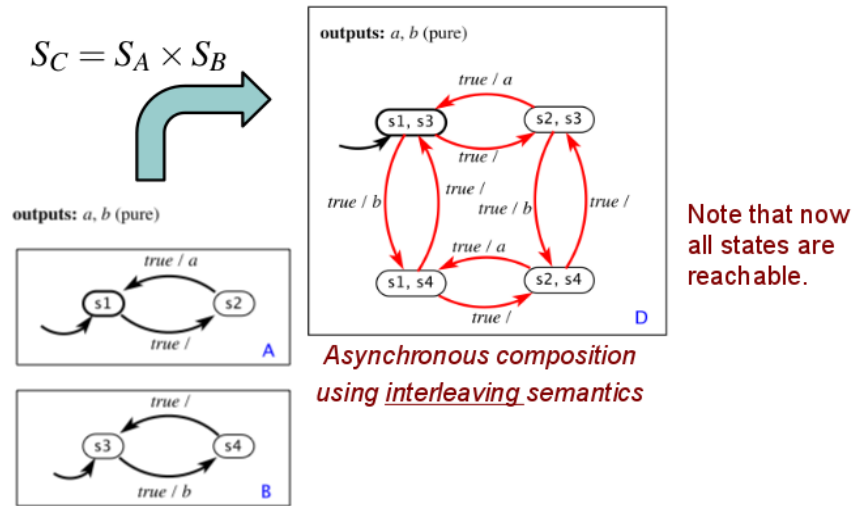 S_C = S_A × S_B
outputs: a, b (pure)
true / a
s1
s2
true /
A
true /
s3
s4
true / b
B
outputs: a, b (pure)
true / a
s1, s3
s2, s3
true /
true / b
true /
true / b
true /
true / a
s1, s4
s2, s4
true /
D
Asynchronous composition
using interleaving semantics
Note that now
all states are
reachable.